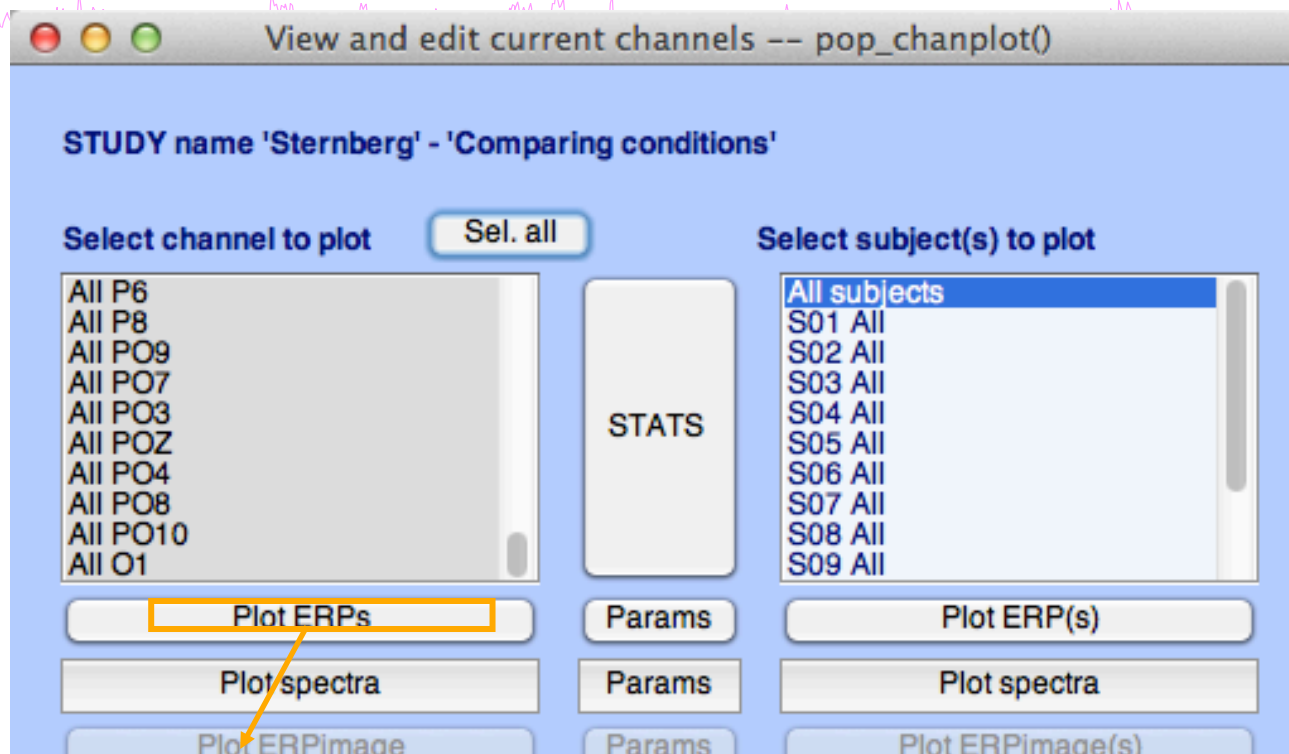 View and edit current channels -- pop_chanplot()
STUDY name 'Sternberg' - 'Comparing conditions'
Select channel to plot
Sel. all
Select subject(s) to plot
All P6
All P8
All PO9
All PO7
All PO3
All POZ
All PO4
All PO8
All PO10
All O1
STATS
All subjects
S01 All
S02 All
S03 All
S04 All
S05 All
S06 All
S07 All
S08 All
S09 All
Plot ERPs
Params
Plot ERP(s)
Plot spectra
Params
Plot spectra
Plot ERPimage
Params
Plot ERPimage(s)